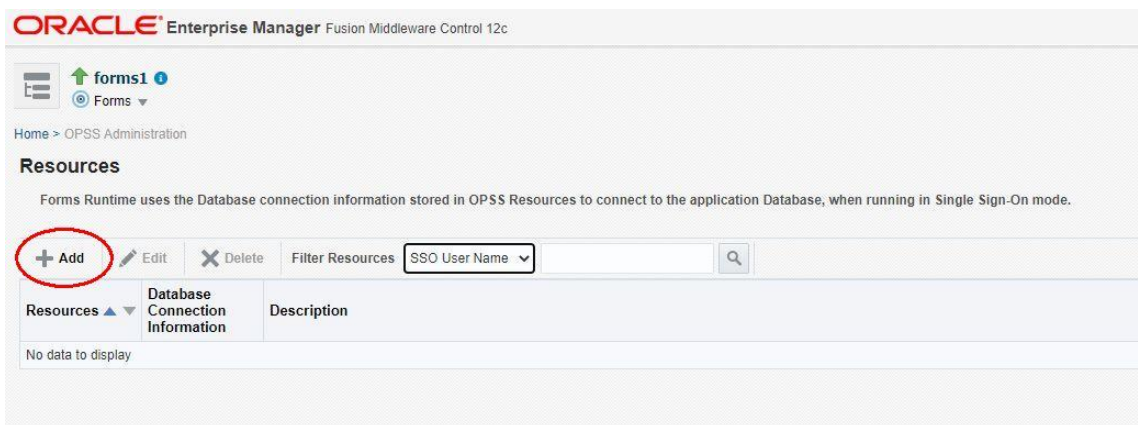 ORACLE Enterprise Manager Fusion Middleware Control 12c
forms1
Forms
Home > OPSS Administration
Resources
Forms Runtime uses the Database connection information stored in OPSS Resources to connect to the application Database, when running in Single Sign-On mode.
Add Edit Delete Filter Resources SSO User Name
Resources Database Connection Information Description
No data to display